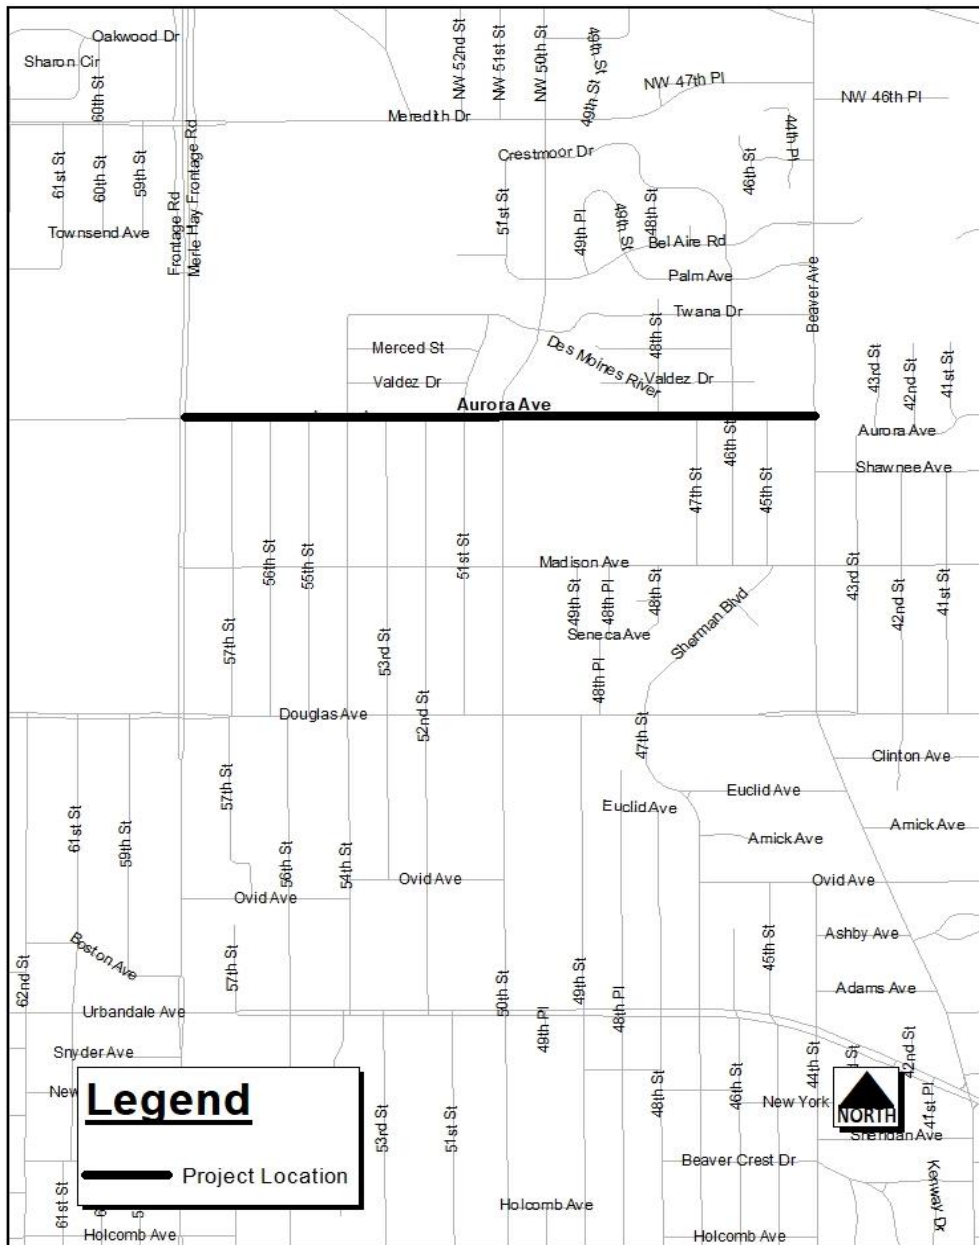 Oakwood Dr
Sharon Cir
60th St
NW 52nd St
NW 51st St
NW 50th St
49th St
49th St
NW 47th Pl
NW 46th Pl
Meredith Dr
Crestmoor Dr
44th Pl
46th St
61st St
60th St
59th St
Townsend Ave
Frontage Rd
Merle Hay Frontage Rd
51st St
49th Pl
49th St
48th St
Bel Aire Rd
Palm Ave
Beaver Ave
Twana Dr
Merced St
Des Moines River
48th St
Valdez Dr
Valdez Dr
Aurora Ave
43rd St
42nd St
41st St
Aurora Ave
Shawnee Ave
47th St
46th St
45th St
56th St
55th St
51st St
Madison Ave
49th St
48th Pl
48th St
Seneca Ave
Sherman Blvd
43rd St
42nd St
41st St
57th St
53rd St
48th Pl
52nd St
Douglas Ave
47th St
Clinton Ave
57th St
Euclid Ave
Euclid Ave
61st St
59th St
Amick Ave
Amick Ave
56th St
54th St
Ovid Ave
Ovid Ave
Ovid Ave
Boston Ave
57th St
45th St
Ashby Ave
62nd St
50th St
49th St
48th Pl
Adams Ave
Urbandale Ave
49th Pl
Snyder Ave
44th St
42nd St
New
Legend
Project Location
53rd St
51st St
48th St
46th St
New York
NORTH
41st Pl
Sheridan Ave
Beaver Crest Dr
Kenway Dr
61st St
Holcomb Ave
Holcomb Ave
Holcomb Ave